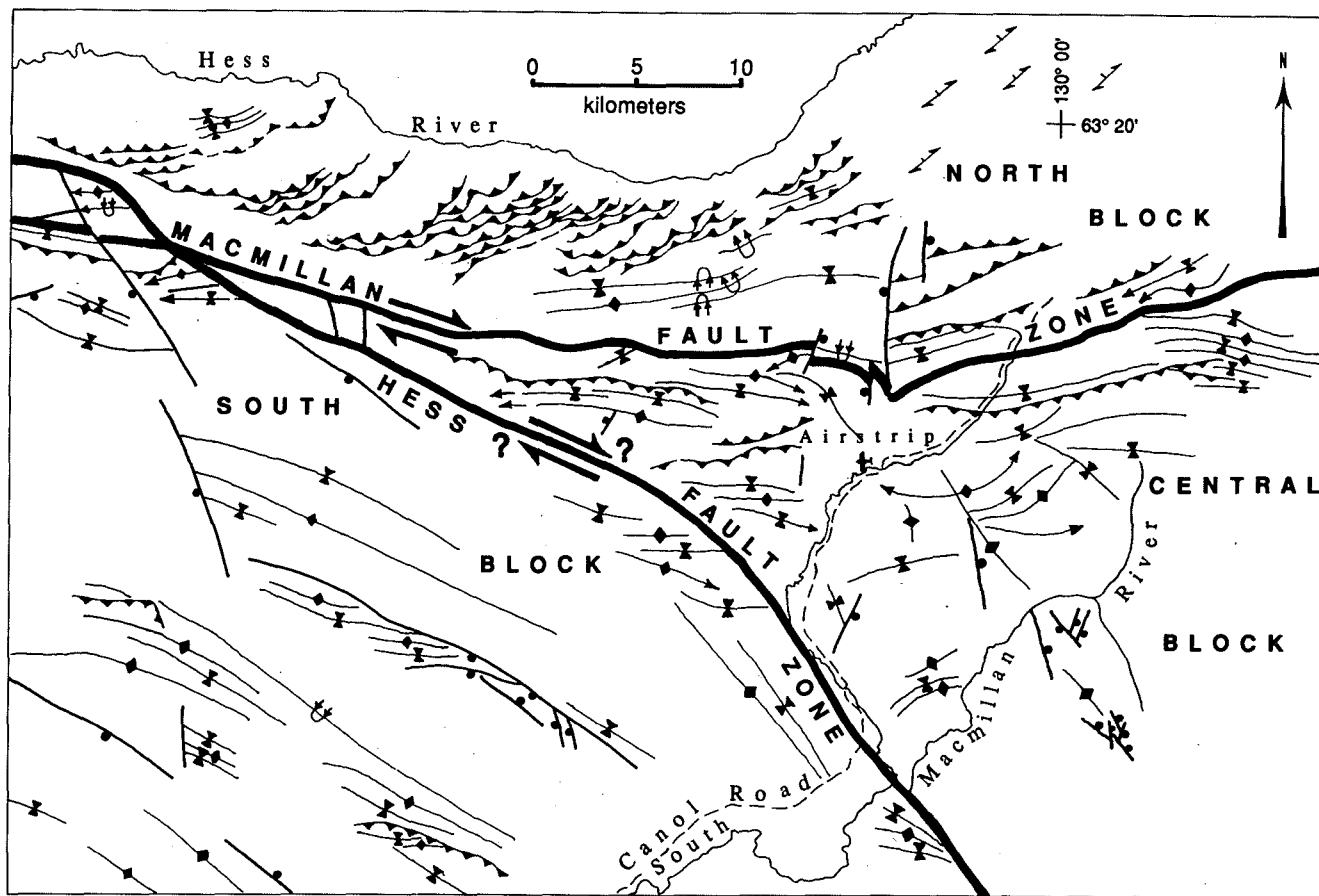 Hess
River
0 5 10
kilometers
130° 00'
63° 20'
N
NORTH
BLOCK
MACMILLAN
FAULT
ZONE
SOUTH
BLOCK
HESS
? ?
FAULT
ZONE
Airstrip
CENTRAL
BLOCK
River
Macmillan
South
Canol Road